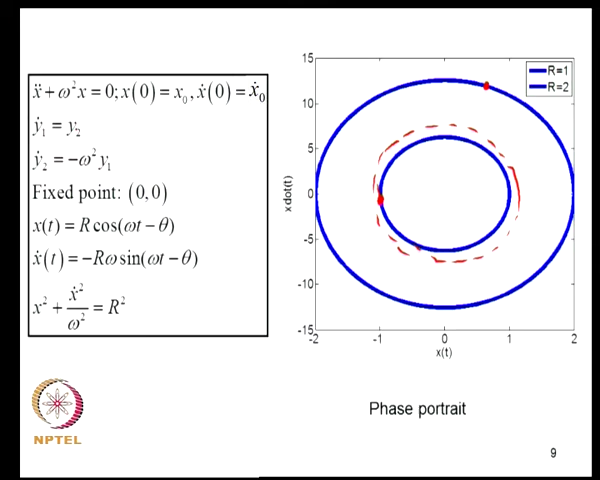 ẍ + ω²x = 0; x(0) = x₀, ẋ(0) = ẋ₀
ẏ₁ = y₂
ẏ₂ = −ω²y₁
Fixed point: (0,0)
x(t) = R cos(ωt − θ)
ẋ(t) = −Rω sin(ωt − θ)
x² + ẋ²/ω² = R²
NPTEL
R=1
R=2
15
10
5
0
-5
-10
-15
xdot(t)
-2
-1
0
1
2
x(t)
Phase portrait
9